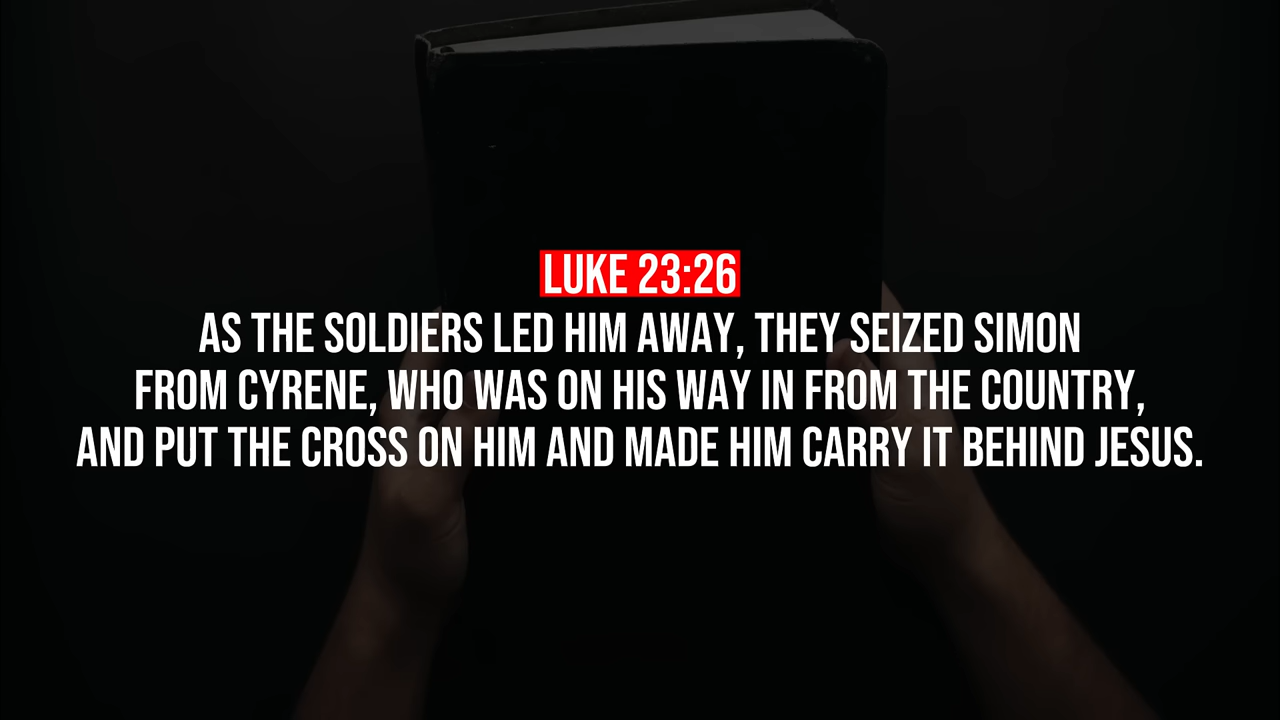 LUKE 23:26
AS THE SOLDIERS LED HIM AWAY, THEY SEIZED SIMON
FROM CYRENE, WHO WAS ON HIS WAY IN FROM THE COUNTRY,
AND PUT THE CROSS ON HIM AND MADE HIM CARRY IT BEHIND JESUS.